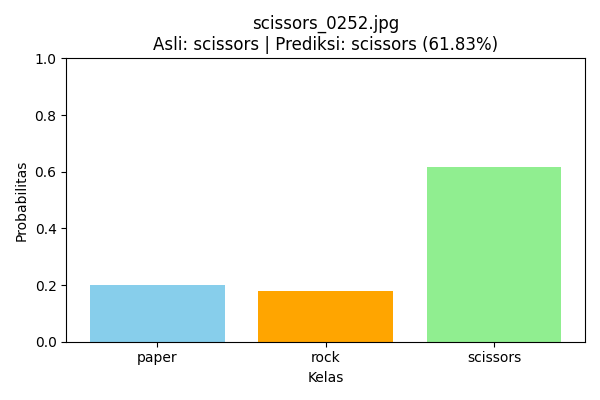 scissors_0252.jpg
Asli: scissors | Prediksi: scissors (61.83%)
1.0
0.8
0.6
0.4
0.2
0.0
Probabilitas
paper rock scissors
Kelas